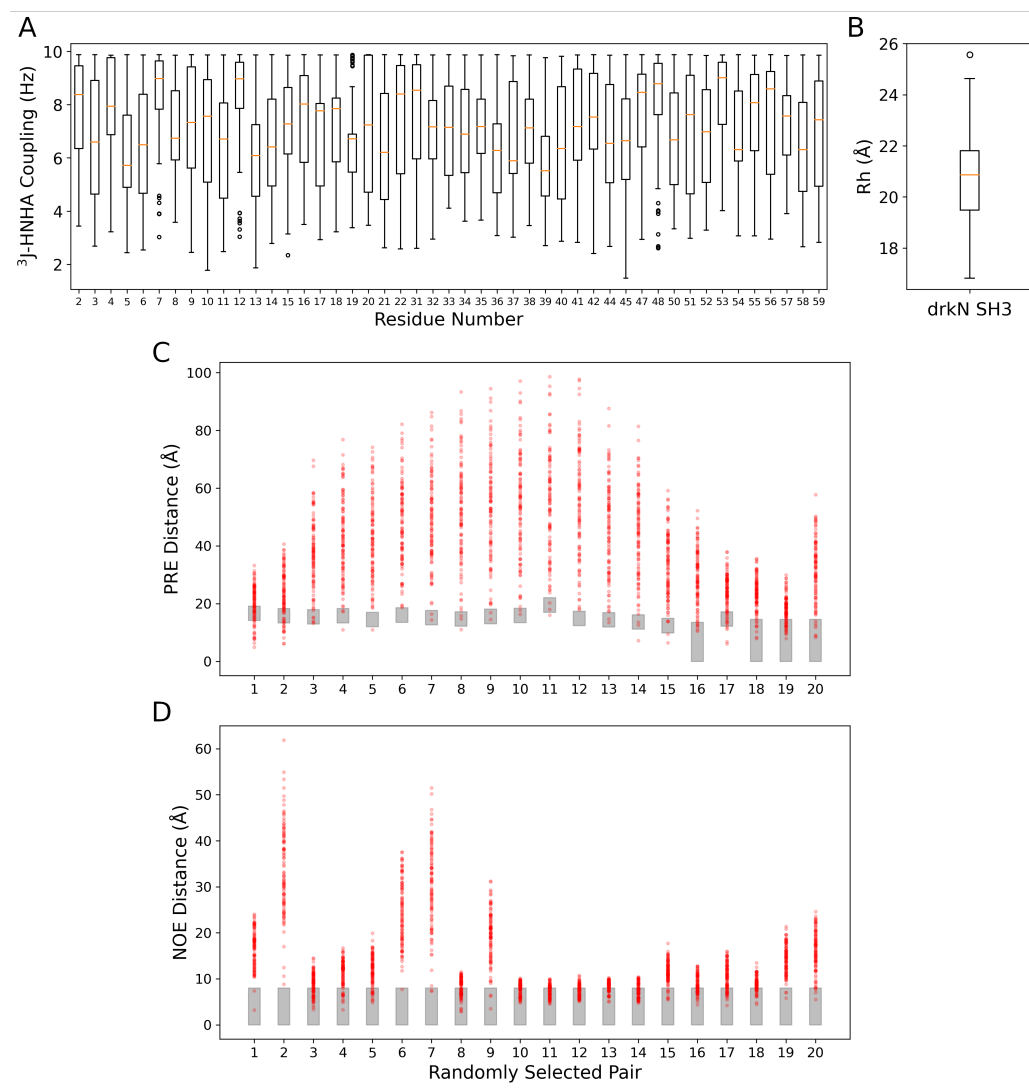 A
³J-HNHA Coupling (Hz)
10
8
6
4
2
2 3 4 5 6 7 8 9 10 11 12 13 14 15 16 17 18 19 20 21 22 31 32 33 34 35 36 37 38 39 40 41 42 44 45 47 48 50 51 52 53 54 55 56 57 58 59
Residue Number
B
Rh (Å)
26
24
22
20
18
drkN SH3
C
PRE Distance (Å)
100
80
60
40
20
0
1 2 3 4 5 6 7 8 9 10 11 12 13 14 15 16 17 18 19 20
D
NOE Distance (Å)
60
50
40
30
20
10
0
1 2 3 4 5 6 7 8 9 10 11 12 13 14 15 16 17 18 19 20
Randomly Selected Pair